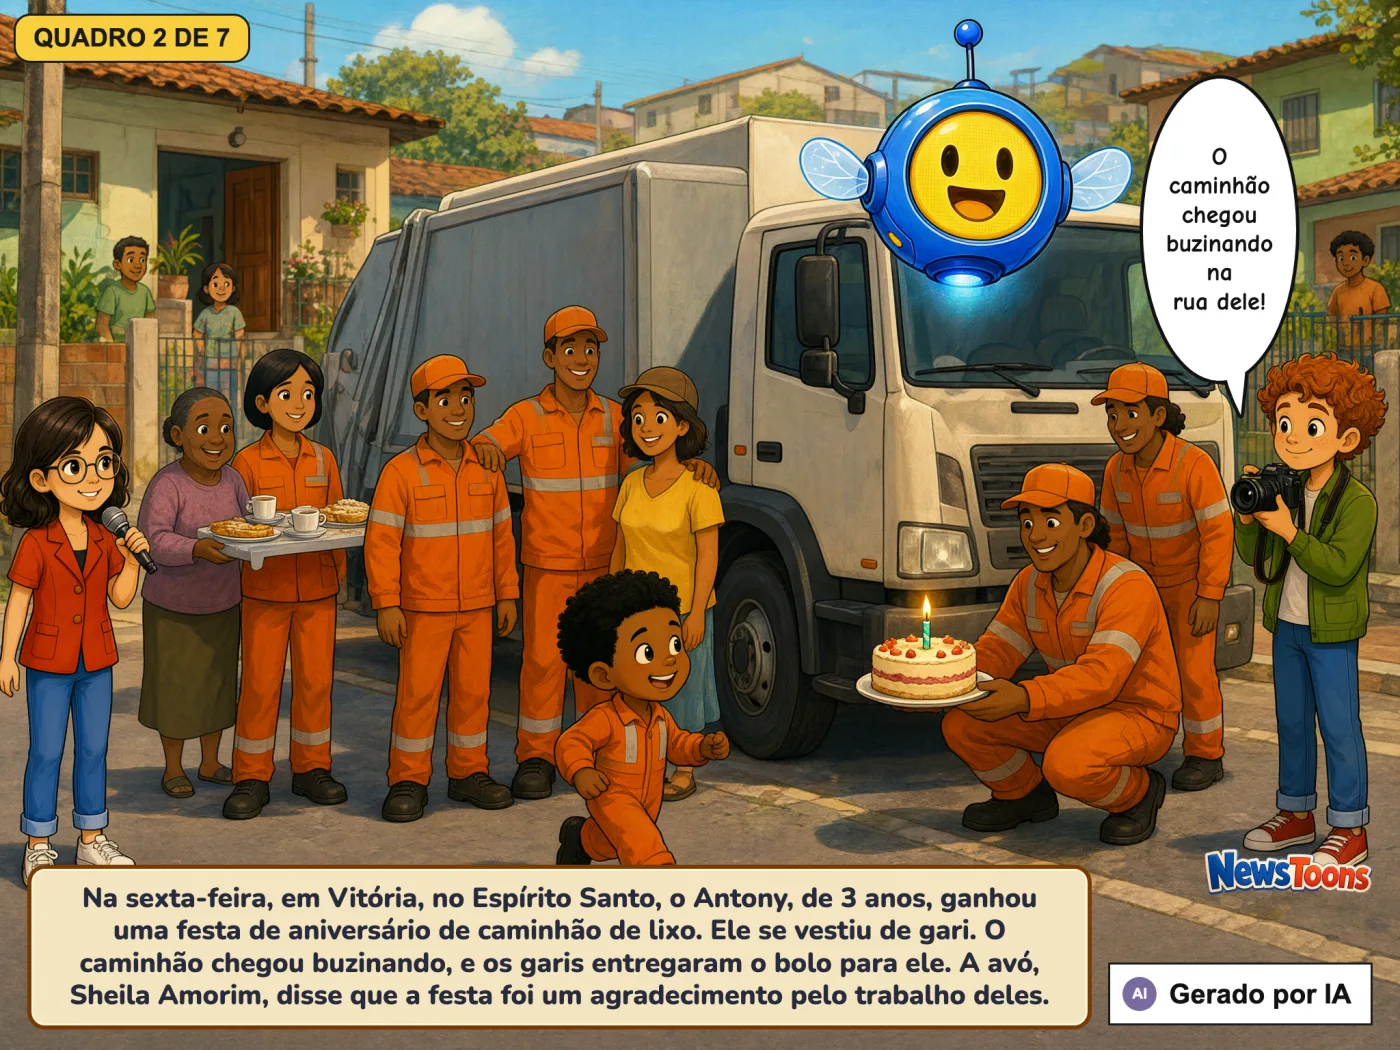 QUADRO 2 DE 7
O
caminhão
chegou
buzinando
na
rua dele!
NewsToons
Na sexta-feira, em Vitória, no Espírito Santo, o Antony, de 3 anos, ganhou
uma festa de aniversário de caminhão de lixo. Ele se vestiu de gari. O
caminhão chegou buzinando, e os garis entregaram o bolo para ele. A avó,
Sheila Amorim, disse que a festa foi um agradecimento pelo trabalho deles.
AI Gerado por IA